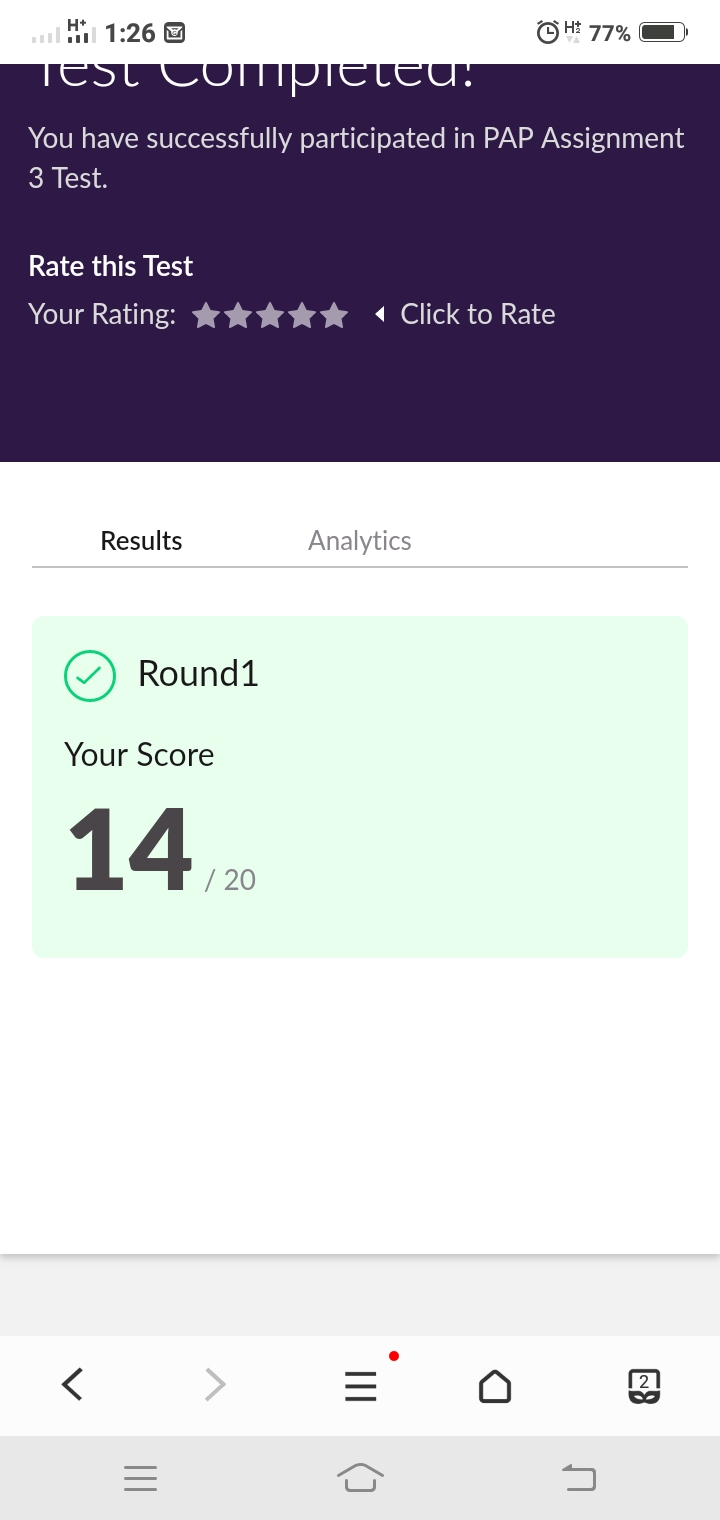 H+ 1:26 H+ 2 77%
Test Completed!
You have successfully participated in PAP Assignment
3 Test.
Rate this Test
Your Rating: Click to Rate
Results Analytics
Round1
Your Score
14 / 20
2